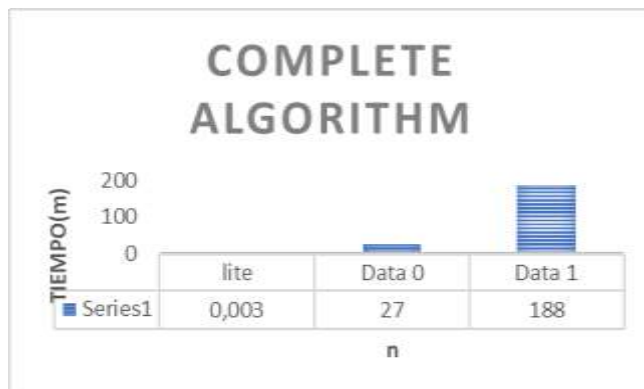 COMPLETE
ALGORITHM
TIEMPO(m)
200
100
0
lite Data 0 Data 1
Series1 0,003 27 188
n